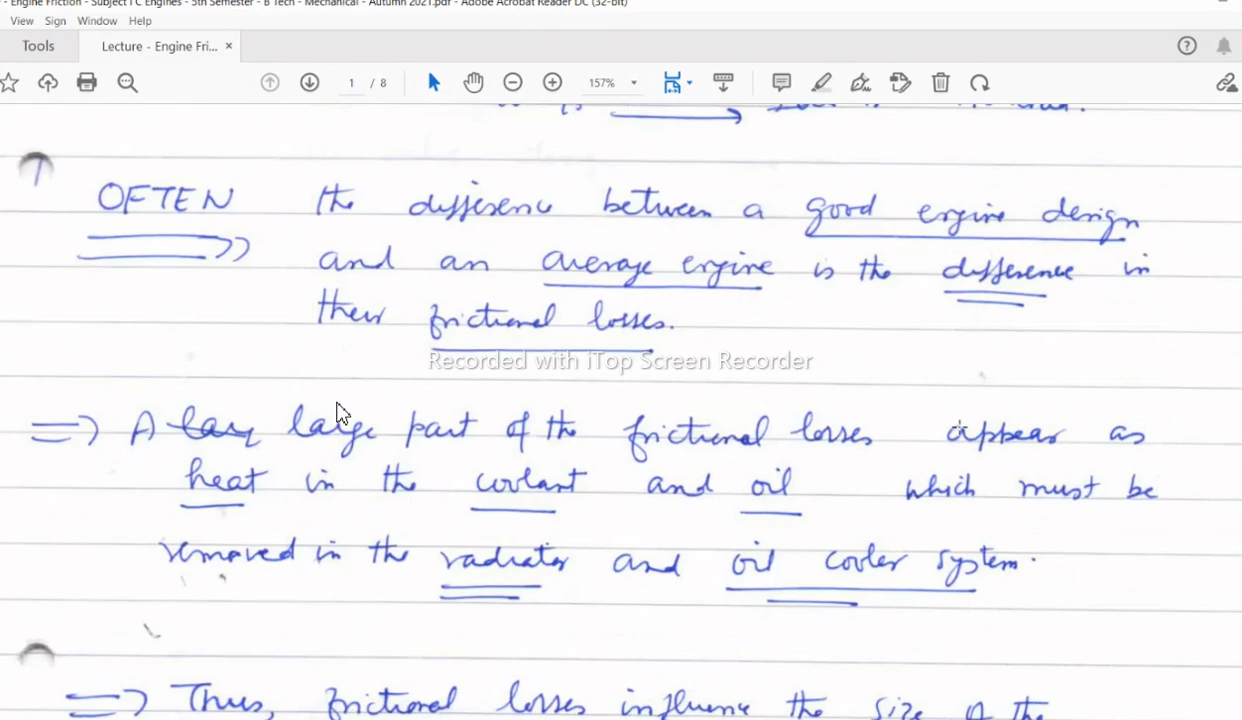 - Engine Friction - Subject I C Engines - 5th Semester - B Tech - Mechanical - Autumn 2021.pdf - Adobe Acrobat Reader DC (32-bit)
View Sign Window Help
Tools Lecture - Engine Fri... ×
1 / 8 157%
OFTEN the difference between a good engine design
and an average engine is the difference in
their frictional losses.
Recorded with iTop Screen Recorder
=> A large part of the frictional losses appear as
heat in the coolant and oil which must be
removed in the radiator and oil cooler system.
=> Thus, frictional losses influence the size of the